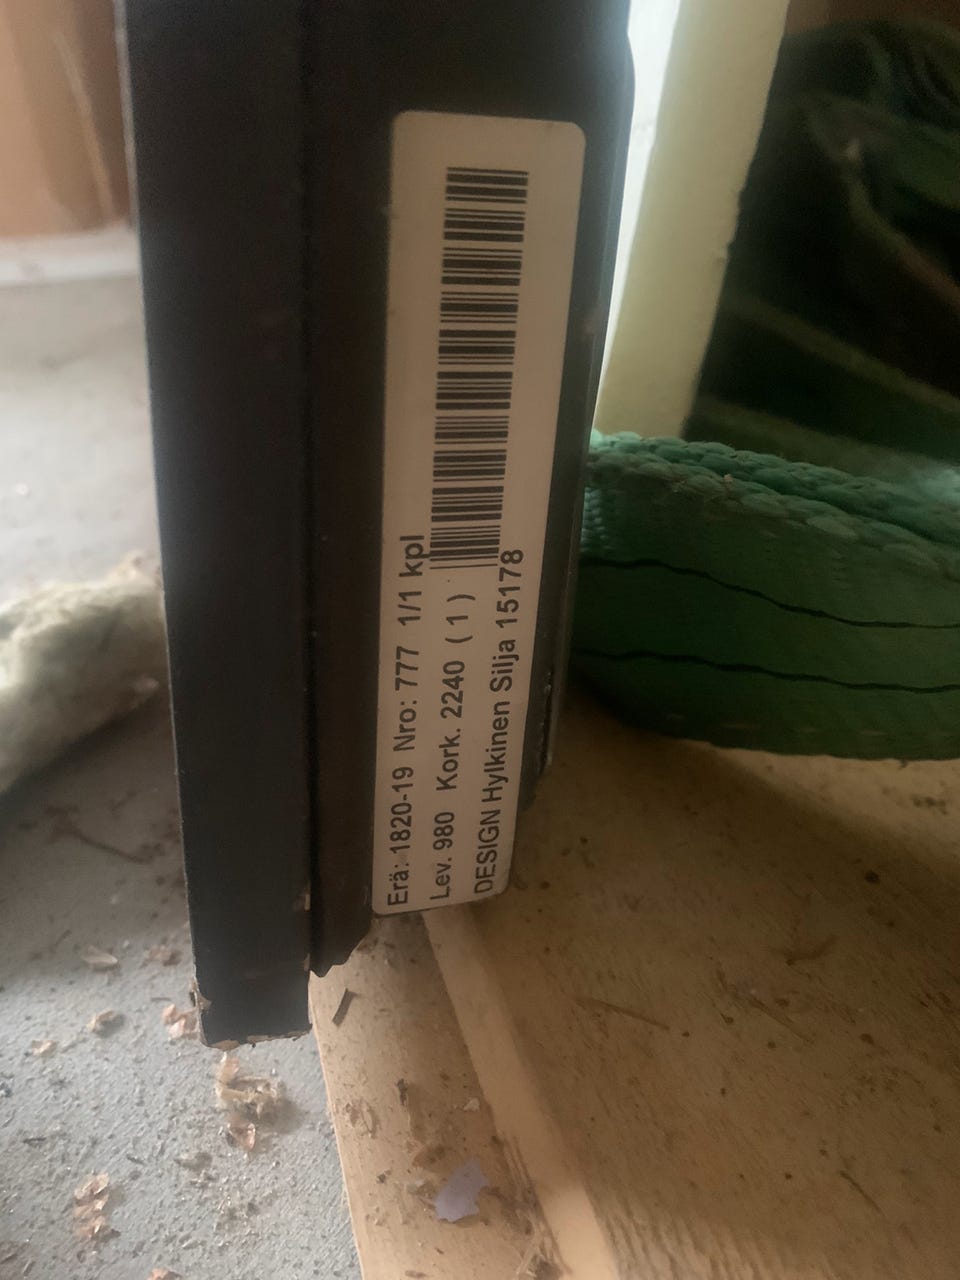 Erä: 1820-19 Nro: 777 1/1 kpl
Lev. 980 Kork. 2240 ( 1 )
DESIGN Hylkinen Silja 15178